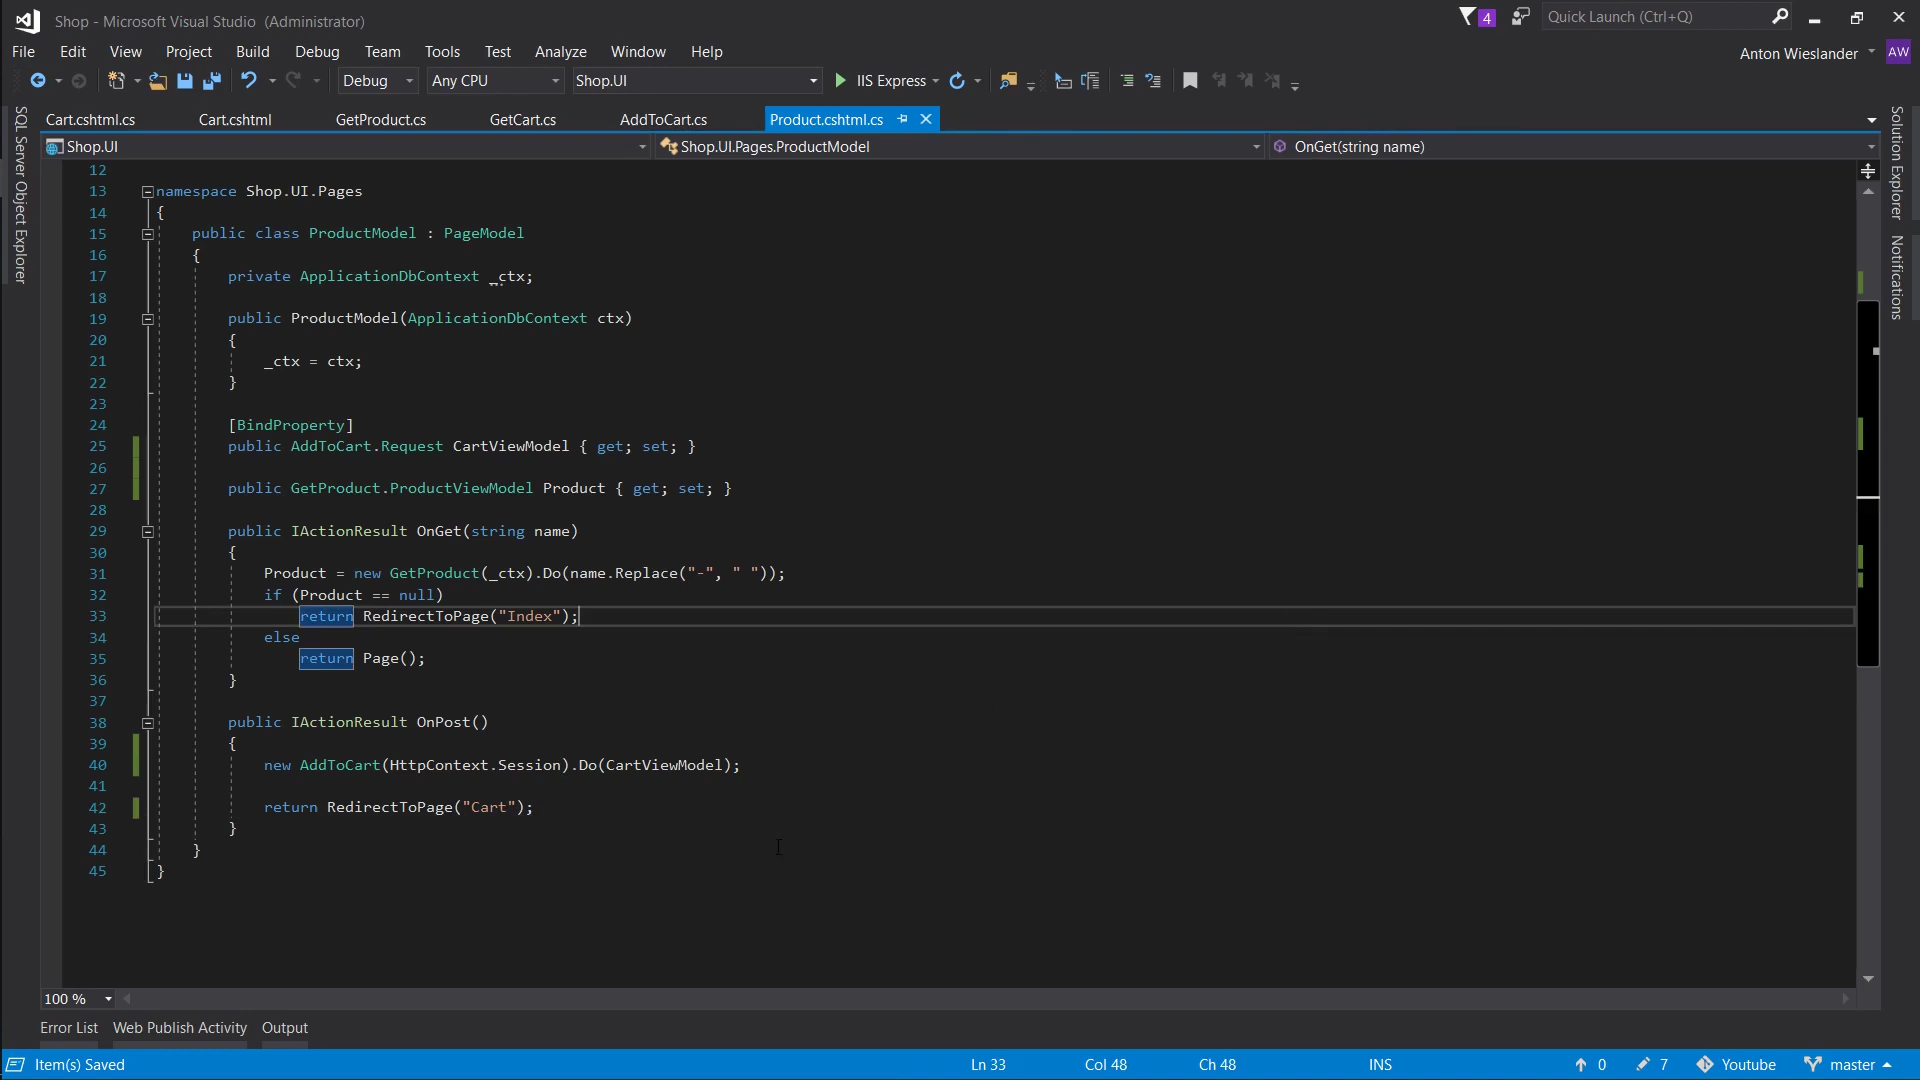 Shop - Microsoft Visual Studio (Administrator)
4
Quick Launch (Ctrl+Q)
File Edit View Project Build Debug Team Tools Test Analyze Window Help
Anton Wieslander AW
Debug Any CPU Shop.UI IIS Express
SQL Server Object Explorer
Solution Explorer
Notifications
Cart.cshtml.cs Cart.cshtml GetProduct.cs GetCart.cs AddToCart.cs Product.cshtml.cs
Shop.UI Shop.UI.Pages.ProductModel OnGet(string name)
12
13 namespace Shop.UI.Pages
14 {
15 public class ProductModel : PageModel
16 {
17 private ApplicationDbContext _ctx;
18
19 public ProductModel(ApplicationDbContext ctx)
20 {
21 _ctx = ctx;
22 }
23
24 [BindProperty]
25 public AddToCart.Request CartViewModel { get; set; }
26
27 public GetProduct.ProductViewModel Product { get; set; }
28
29 public IActionResult OnGet(string name)
30 {
31 Product = new GetProduct(_ctx).Do(name.Replace("-", " "));
32 if (Product == null)
33 return RedirectToPage("Index");
34 else
35 return Page();
36 }
37
38 public IActionResult OnPost()
39 {
40 new AddToCart(HttpContext.Session).Do(CartViewModel);
41
42 return RedirectToPage("Cart");
43 }
44 }
45 }
100 %
Error List Web Publish Activity Output
Item(s) Saved Ln 33 Col 48 Ch 48 INS 0 7 Youtube master